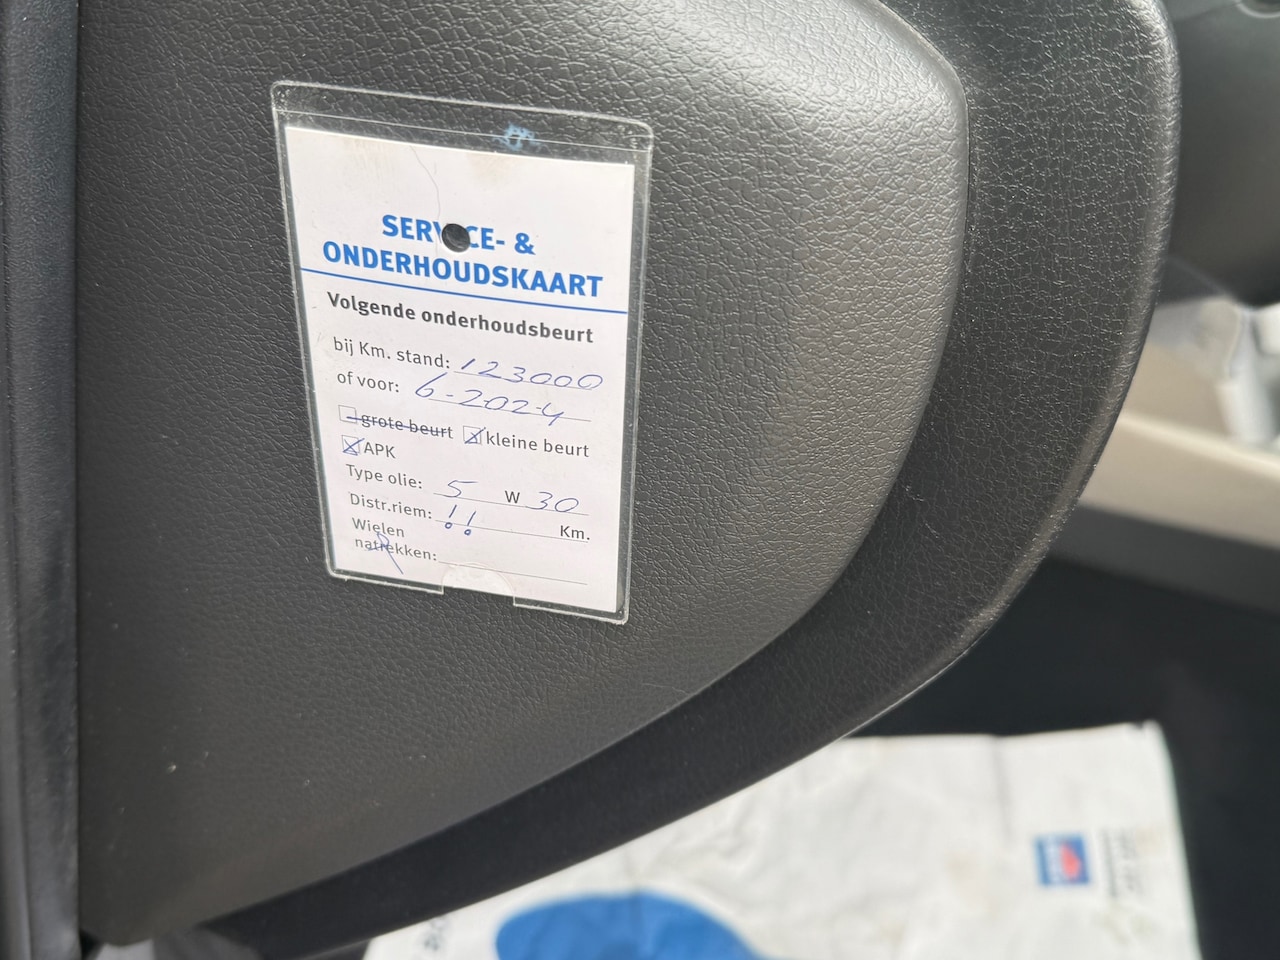 SERVICE- &
ONDERHOUDSKAART
Volgende onderhoudsbeurt
bij Km. stand: 123000
of voor: 6-2024
grote beurt kleine beurt
APK
Type olie: 5 W 30
Distr.riem: !! Km.
Wielen
natrekken: